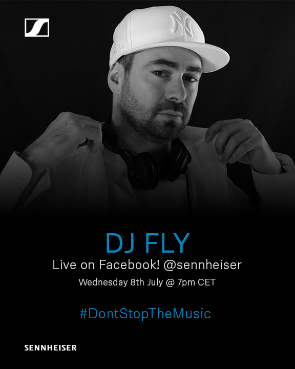 DJ FLY
Live on Facebook! @sennheiser
Wednesday 8th July @ 7pm CET
#DontStopTheMusic
SENNHEISER